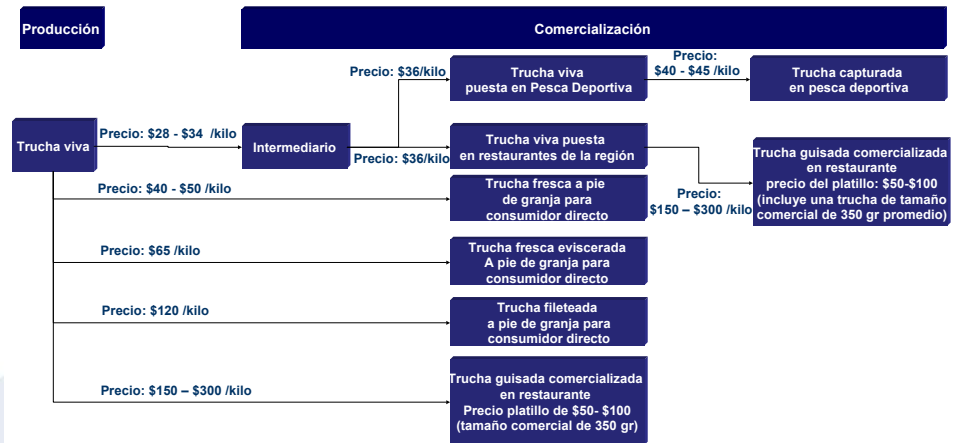 Producción
Comercialización
Precio: $36/kilo
Trucha viva
puesta en Pesca Deportiva
Precio:
$40 - $45 /kilo
Trucha capturada
en pesca deportiva
Trucha viva
Precio: $28 - $34 /kilo
Intermediario
Precio: $36/kilo
Trucha viva puesta
en restaurantes de la región
Precio:
$150 – $300 /kilo
Trucha guisada comercializada
en restaurante
precio del platillo: $50-$100
(incluye una trucha de tamaño
comercial de 350 gr promedio)
Precio: $40 - $50 /kilo
Trucha fresca a pie
de granja para
consumidor directo
Precio: $65 /kilo
Trucha fresca eviscerada
A pie de granja para
consumidor directo
Precio: $120 /kilo
Trucha fileteada
a pie de granja para
consumidor directo
Precio: $150 – $300 /kilo
Trucha guisada comercializada
en restaurante
Precio platillo de $50- $100
(tamaño comercial de 350 gr)